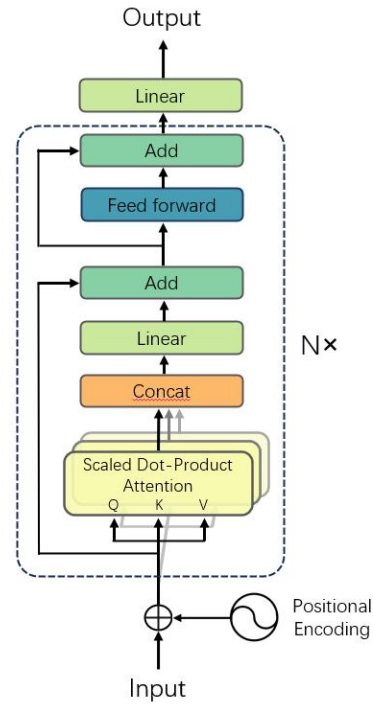 Output
Linear
Add
Feed forward
Add
Linear
N×
Concat
Scaled Dot-Product
Attention
Q K V
Positional
Encoding
Input